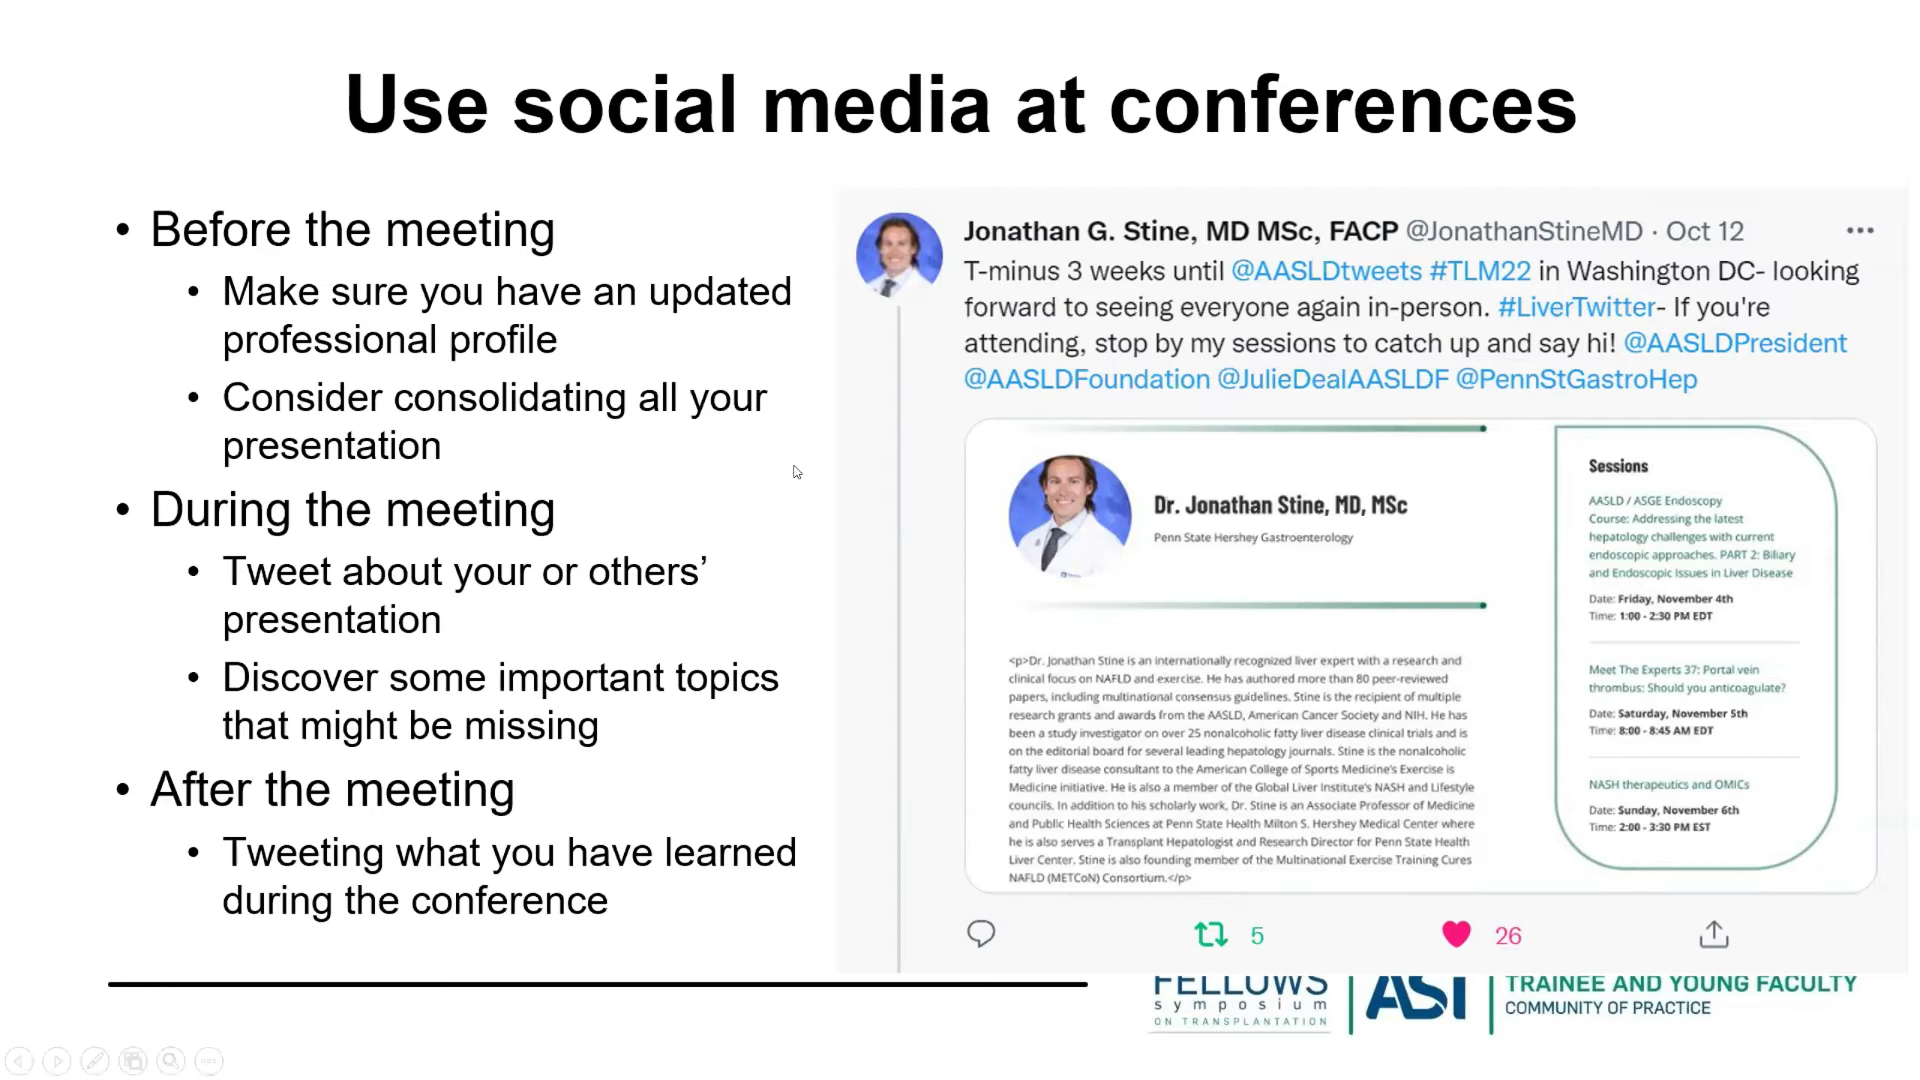 Use social media at conferences
• Before the meeting
• Make sure you have an updated
professional profile
• Consider consolidating all your
presentation
• During the meeting
• Tweet about your or others’
presentation
• Discover some important topics
that might be missing
• After the meeting
• Tweeting what you have learned
during the conference
Jonathan G. Stine, MD MSc, FACP @JonathanStineMD · Oct 12
T-minus 3 weeks until @AASLDtweets #TLM22 in Washington DC- looking
forward to seeing everyone again in-person. #LiverTwitter- If you're
attending, stop by my sessions to catch up and say hi! @AASLDPresident
@AASLDFoundation @JulieDealAASLDF @PennStGastroHep
Dr. Jonathan Stine, MD, MSc
Penn State Hershey Gastroenterology
<p>Dr. Jonathan Stine is an internationally recognized liver expert with a research and
clinical focus on NAFLD and exercise. He has authored more than 80 peer-reviewed
papers, including multinational consensus guidelines. Stine is the recipient of multiple
research grants and awards from the AASLD, American Cancer Society and NIH. He has
been a study investigator on over 25 nonalcoholic fatty liver disease clinical trials and is
on the editorial board for several leading hepatology journals. Stine is the nonalcoholic
fatty liver disease consultant to the American College of Sports Medicine's Exercise is
Medicine initiative. He is also a member of the Global Liver Institute's NASH and Lifestyle
councils. In addition to his scholarly work, Dr. Stine is an Associate Professor of Medicine
and Public Health Sciences at Penn State Health Milton S. Hershey Medical Center where
he is also serves a Transplant Hepatologist and Research Director for Penn State Health
Liver Center. Stine is also founding member of the Multinational Exercise Training Cures
NAFLD (METCoN) Consortium.</p>
Sessions
AASLD / ASGE Endoscopy
Course: Addressing the latest
hepatology challenges with current
endoscopic approaches. PART 2: Biliary
and Endoscopic Issues in Liver Disease
Date: Friday, November 4th
Time: 1:00 - 2:30 PM EDT
Meet The Experts 37: Portal vein
thrombus: Should you anticoagulate?
Date: Saturday, November 5th
Time: 8:00 - 8:45 AM EDT
NASH therapeutics and OMICs
Date: Sunday, November 6th
Time: 2:00 - 3:30 PM EST
5
26
FELLOWS
symposium
ON TRANSPLANTATION
AST
TRAINEE AND YOUNG FACULTY
COMMUNITY OF PRACTICE